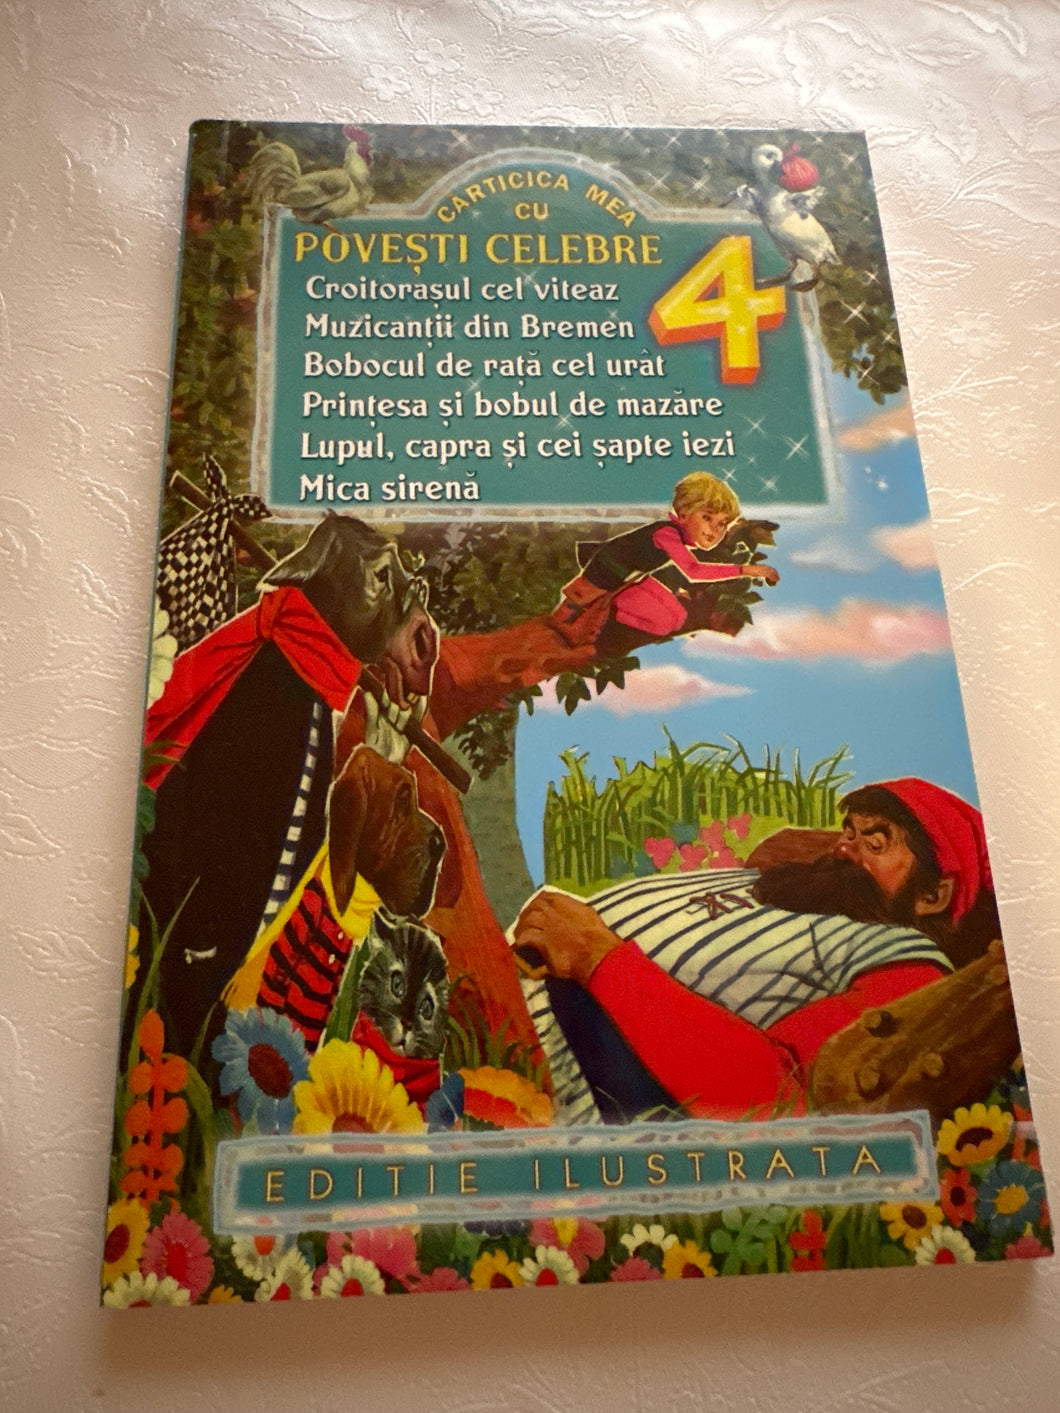 CARTICICA MEA
CU
POVEȘTI CELEBRE
4
Croitorașul cel viteaz
Muzicanții din Bremen
Bobocul de rață cel urât
Prințesa și bobul de mazăre
Lupul, capra și cei șapte iezi
Mica sirenă
EDITIE ILUSTRATA